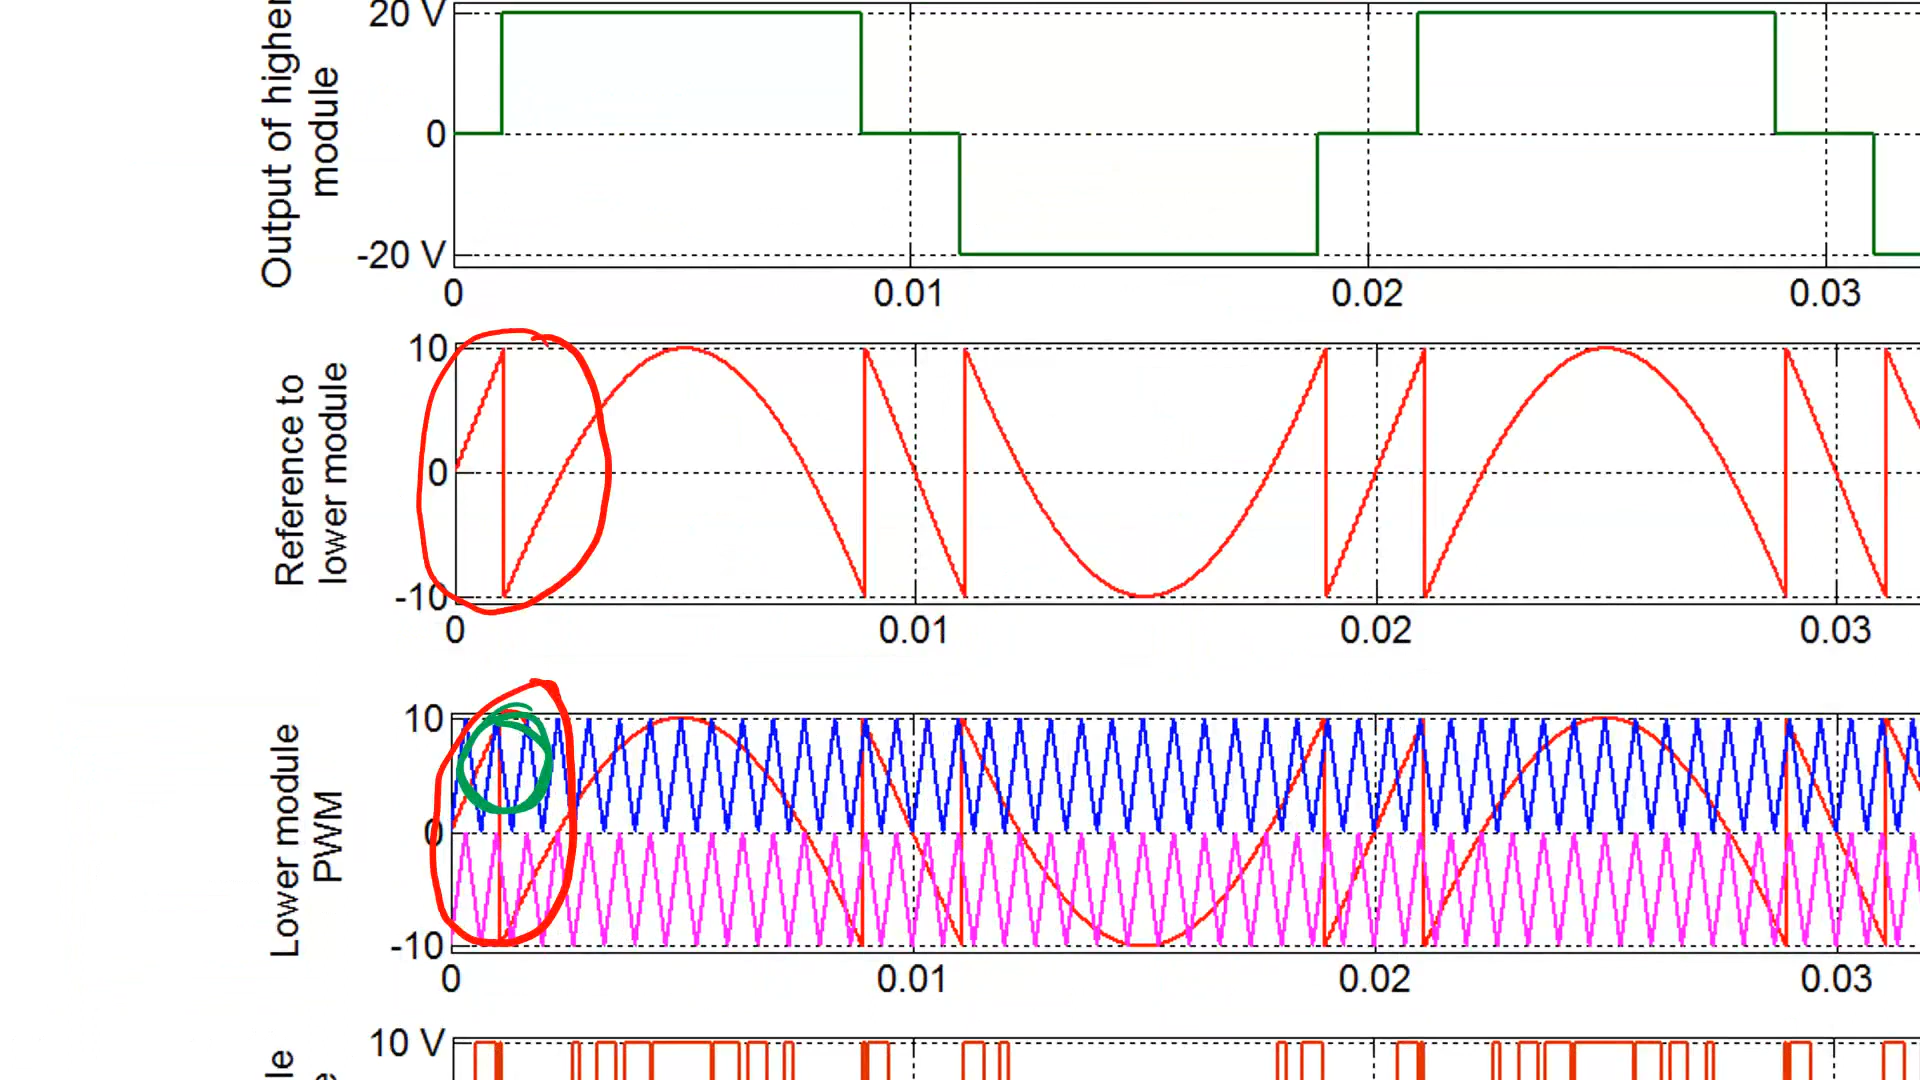 20 V
0
-20 V
Output of higher
module
0
0.01
0.02
0.03
10
0
-10
Reference to
lower module
0
0.01
0.02
0.03
10
0
-10
Lower module
PWM
0
0.01
0.02
0.03
10 V